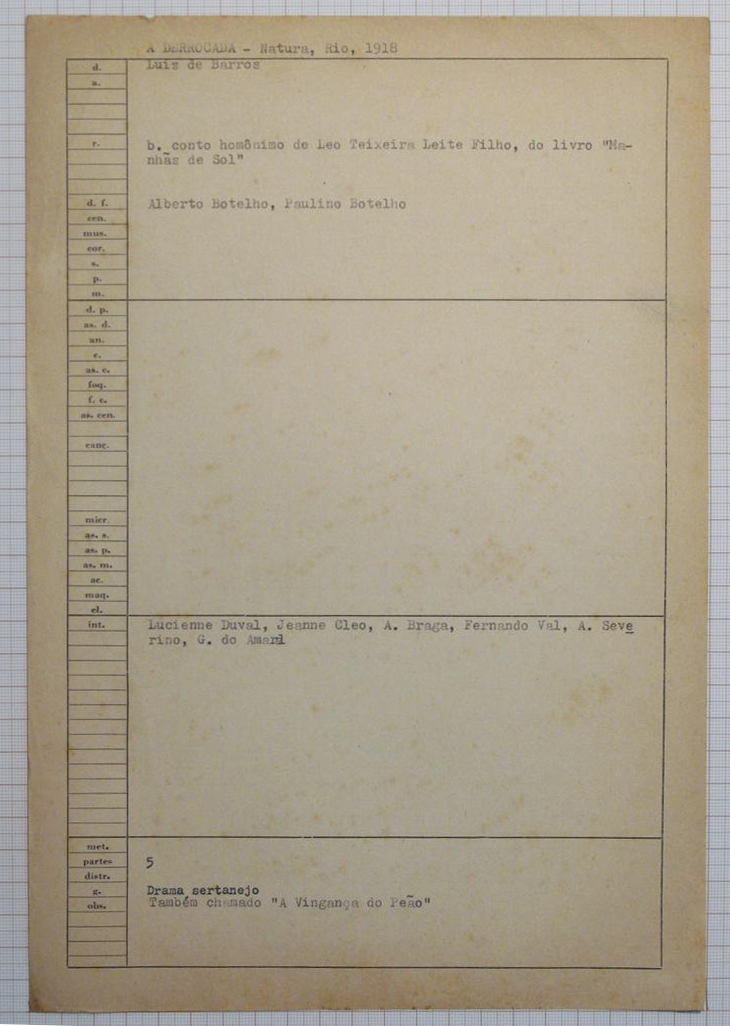 A DERROCADA - Natura, Rio, 1918
d. Luiz de Barros
a.
r. b. conto homônimo de Leo Teixeira Leite Filho, do livro "Ma-
nhãs de Sol"
d. f. Alberto Botelho, Paulino Botelho
cen.
mus.
cor.
s.
p.
m.
d. p.
as. d.
an.
c.
as. c.
foq.
f. c.
as. cen.
canç.
micr.
as. s.
as. p.
as. m.
ac.
maq.
el.
int. Lucienne Duval, Jeanne Cleo, A. Braga, Fernando Val, A. Seve
rino, G. do Amaral
met.
partes 5
distr.
g. Drama sertanejo
obs. Também chamado "A Vingança do Peão"